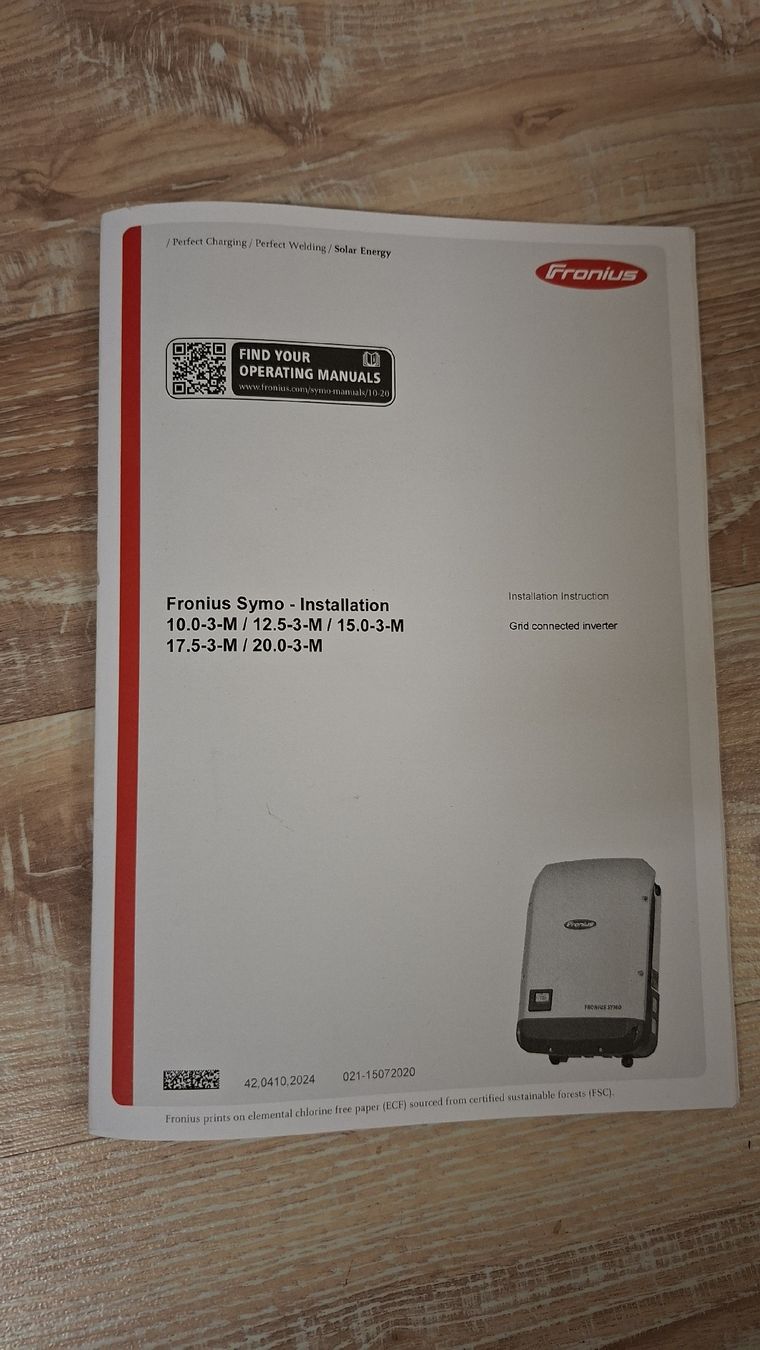 / Perfect Charging / Perfect Welding / Solar Energy
Fronius
FIND YOUR
OPERATING MANUALS
www.fronius.com/symo-manuals/10-20
Fronius Symo - Installation
10.0-3-M / 12.5-3-M / 15.0-3-M
17.5-3-M / 20.0-3-M
Installation Instruction
Grid connected inverter
Fronius
FRONIUS SYMO
42,0410,2024 021-15072020
Fronius prints on elemental chlorine free paper (ECF) sourced from certified sustainable forests (FSC).